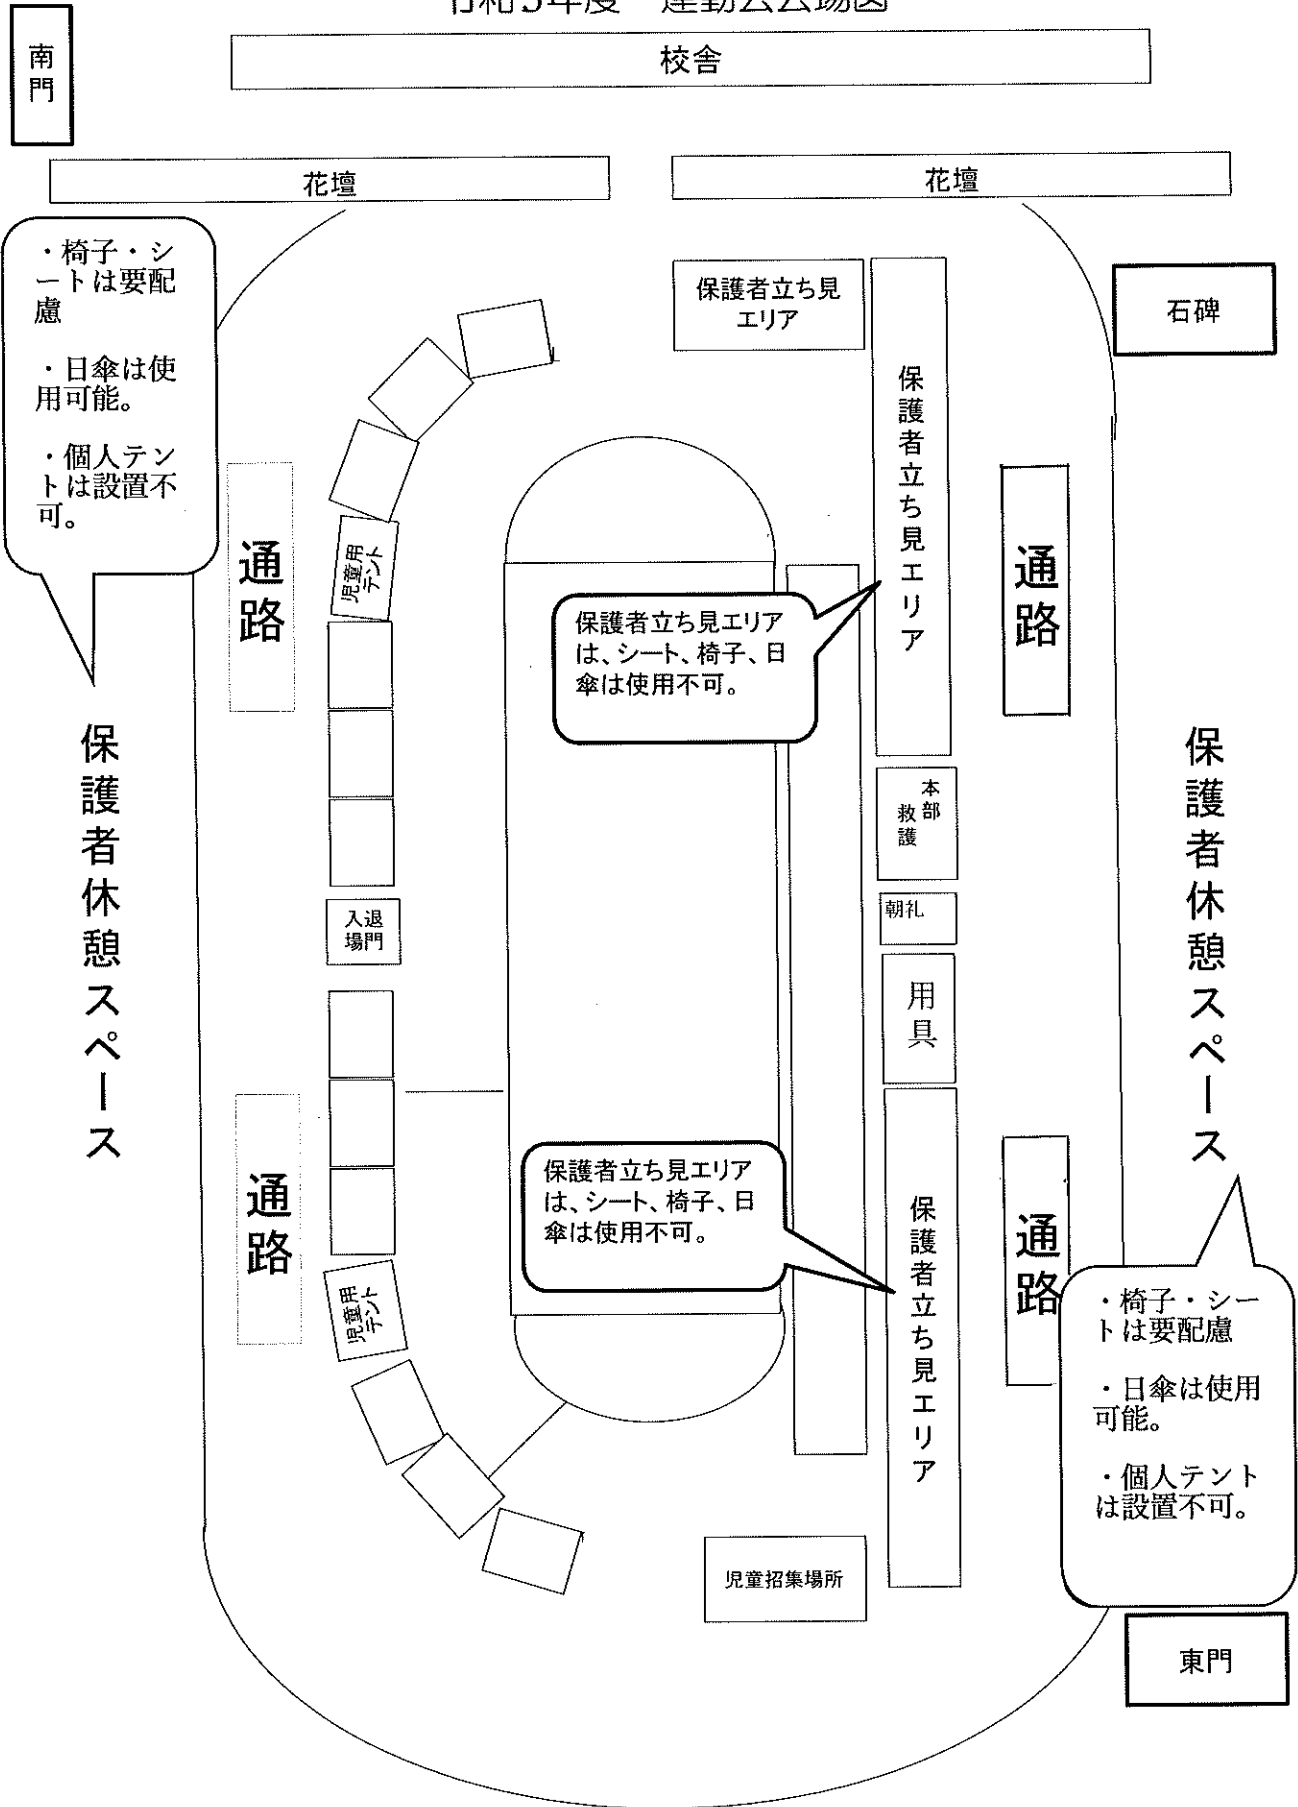 令和5年度 運動会会場図
南門
校舎
花壇
花壇
・椅子・シ
ートは要配
慮
・日傘は使
用可能。
・個人テン
トは設置不
可。
保護者立ち見
エリア
石碑
保護者立ち見エリア
通路
児童用
テント
保護者立ち見エリア
は、シート、椅子、日
傘は使用不可。
通路
保護者休憩スペース
本部
救護
保護者休憩スペース
入退
場門
朝礼
用具
通路
保護者立ち見エリア
は、シート、椅子、日
傘は使用不可。
保護者立ち見エリア
通路
児童用
テント
・椅子・シー
トは要配慮
・日傘は使用
可能。
・個人テント
は設置不可。
児童招集場所
東門